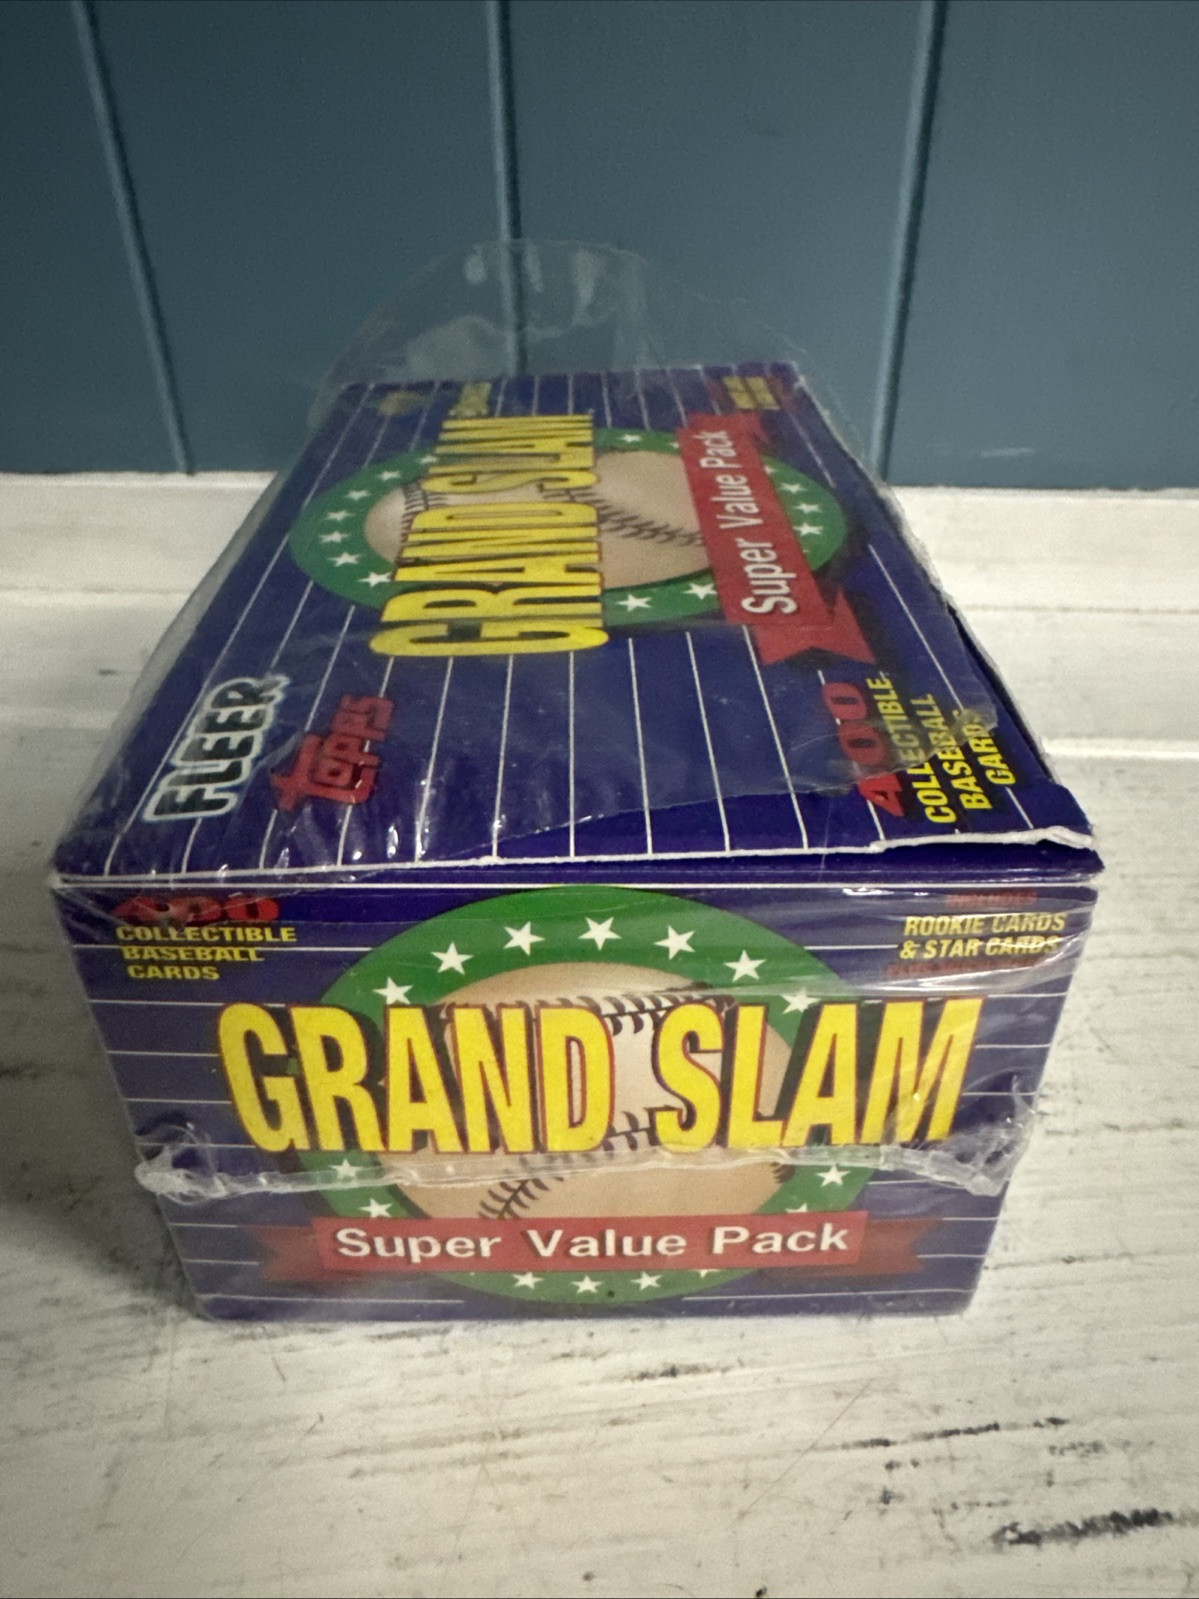 FLEER
TOPPS
GRAND SLAM
Super Value Pack
400
COLLECTIBLE
BASEBALL
CARDS
400
COLLECTIBLE
BASEBALL
CARDS
INCLUDES
ROOKIE CARDS
& STAR CARDS
GRAND SLAM
Super Value Pack